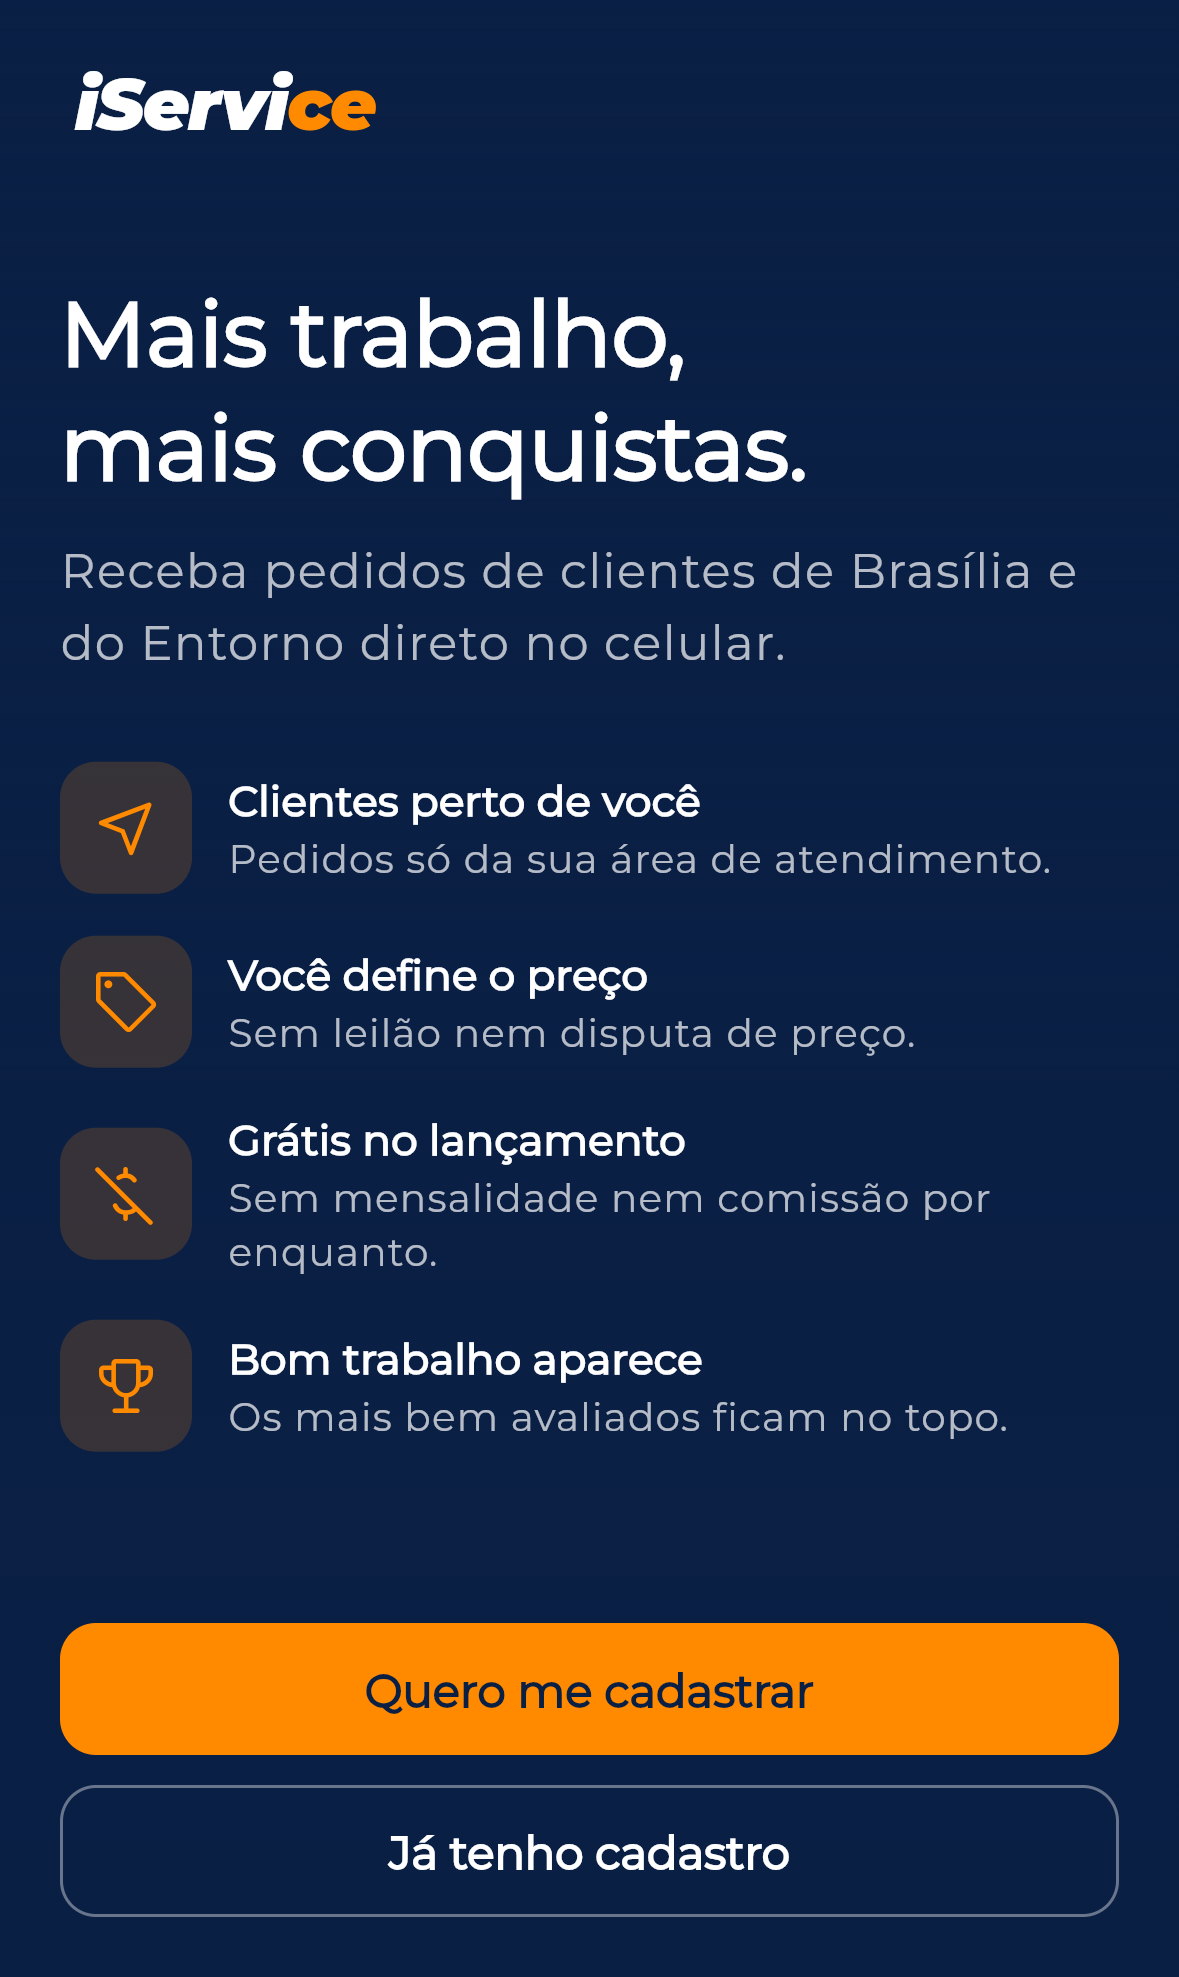 iService
Mais trabalho,
mais conquistas.
Receba pedidos de clientes de Brasília e
do Entorno direto no celular.
Clientes perto de você
Pedidos só da sua área de atendimento.
Você define o preço
Sem leilão nem disputa de preço.
Grátis no lançamento
Sem mensalidade nem comissão por
enquanto.
Bom trabalho aparece
Os mais bem avaliados ficam no topo.
Quero me cadastrar
Já tenho cadastro